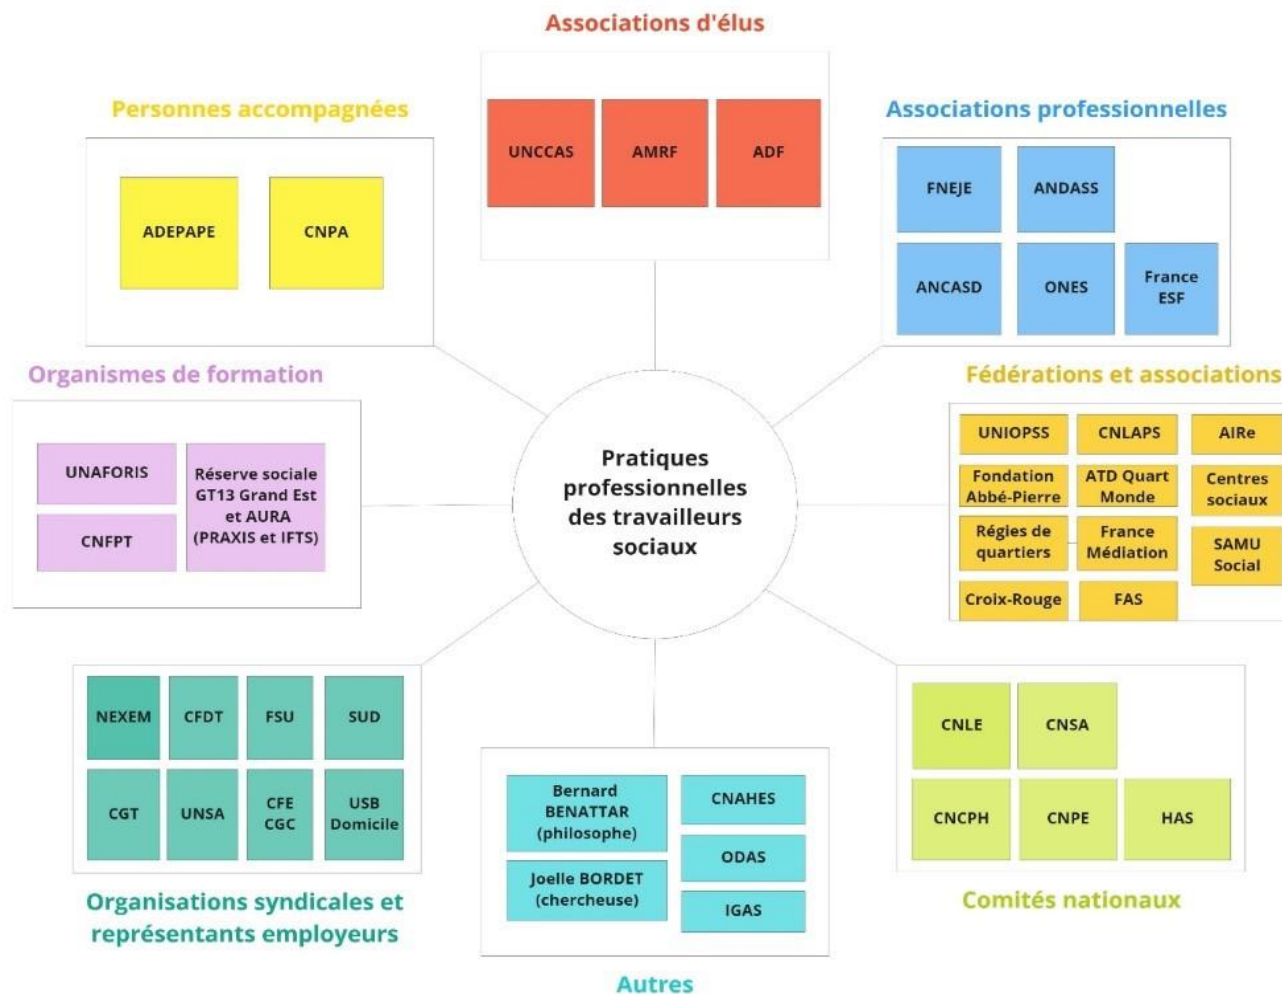 Associations d'élus
UNCCAS
AMRF
ADF
Personnes accompagnées
ADEPAPE
CNPA
Associations professionnelles
FNEJE
ANDASS
ANCASD
ONES
France
ESF
Organismes de formation
UNAFORIS
CNFPT
Réserve sociale
GT13 Grand Est
et AURA
(PRAXIS et IFTS)
Pratiques
professionnelles
des travailleurs
sociaux
Fédérations et associations
UNIOPSS
CNLAPS
AIRe
Fondation
Abbé-Pierre
ATD Quart
Monde
Centres
sociaux
Régies de
quartiers
France
Médiation
SAMU
Social
Croix-Rouge
FAS
NEXEM
CFDT
FSU
SUD
CGT
UNSA
CFE
CGC
USB
Domicile
Organisations syndicales et
représentants employeurs
Bernard
BENATTAR
(philosophe)
Joelle BORDET
(chercheuse)
CNAHES
ODAS
IGAS
Autres
CNLE
CNSA
CNCPH
CNPE
HAS
Comités nationaux